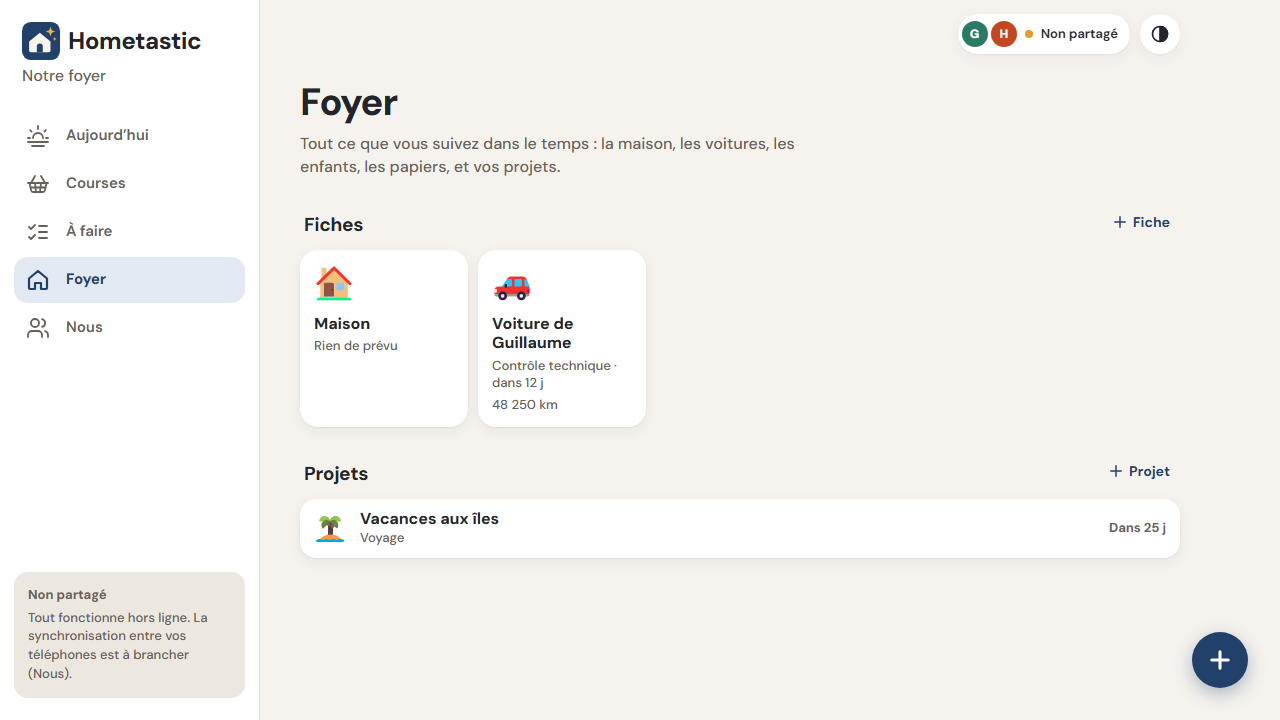 Hometastic
Notre foyer
Aujourd’hui
Courses
À faire
Foyer
Nous
Non partagé
Tout fonctionne hors ligne. La
synchronisation entre vos
téléphones est à brancher
(Nous).
G
H
Non partagé
Foyer
Tout ce que vous suivez dans le temps : la maison, les voitures, les
enfants, les papiers, et vos projets.
Fiches
Fiche
Maison
Rien de prévu
Voiture de
Guillaume
Contrôle technique ·
dans 12 j
48 250 km
Projets
Projet
Vacances aux îles
Voyage
Dans 25 j